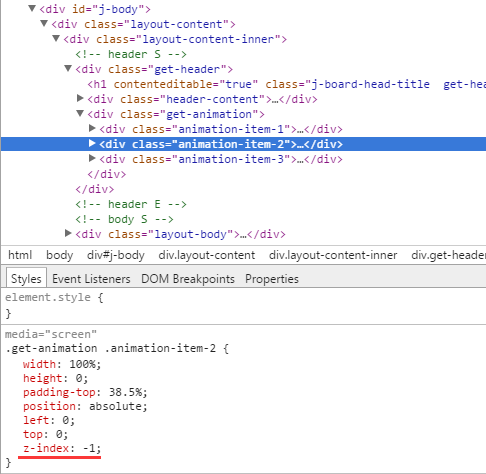 ▼<div id="j-body">
▼<div class="layout-content">
▼<div class="layout-content-inner">
<!-- header S -->
▼<div class="get-header">
<h1 contenteditable="true" class="j-board-head-title  get-hea
▶<div class="header-content">…</div>
▼<div class="get-animation">
▶<div class="animation-item-1">…</div>
▶<div class="animation-item-2">…</div>
▶<div class="animation-item-3">…</div>
</div>
</div>
<!-- header E -->
<!-- body S -->
▶<div class="layout-body">…</div>
html body div#j-body div.layout-content div.layout-content-inner div.get-header
Styles Event Listeners DOM Breakpoints Properties
element.style {
}
media="screen"
.get-animation .animation-item-2 {
width: 100%;
height: 0;
padding-top: 38.5%;
position: absolute;
left: 0;
top: 0;
z-index: -1;
}